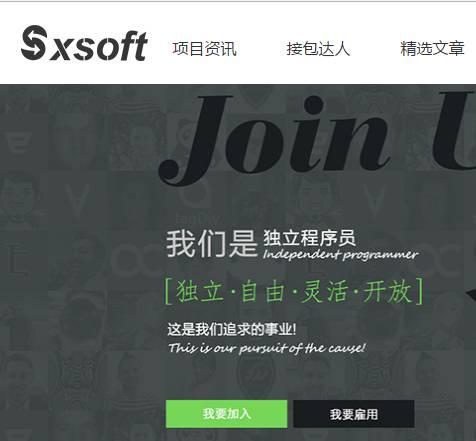 Sxsoft
项目资讯 接包达人 精选文章
Join
我们是 独立程序员
Independent programmer
[独立·自由·灵活·开放]
这是我们追求的事业!
This is our pursuit of the cause!
我要加入 我要雇用